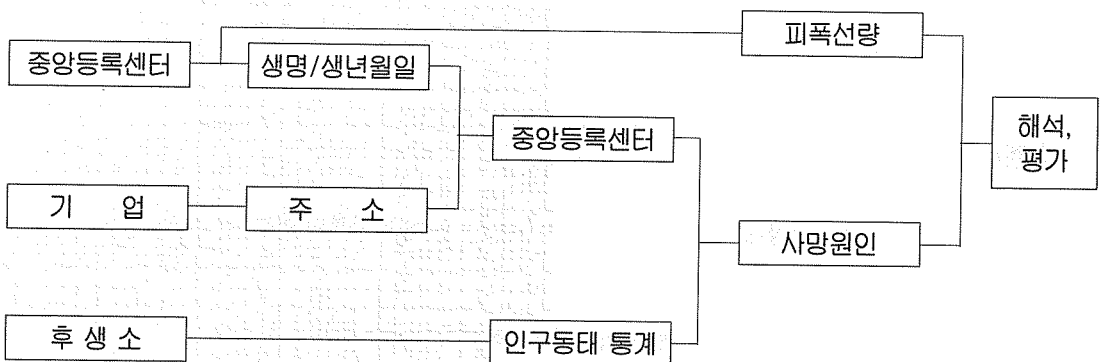 피폭선량
중앙등록센터
생명/생년월일
중앙등록센터
해석,
평가
기 업
주 소
사망원인
후 생 소
인구동태 통계